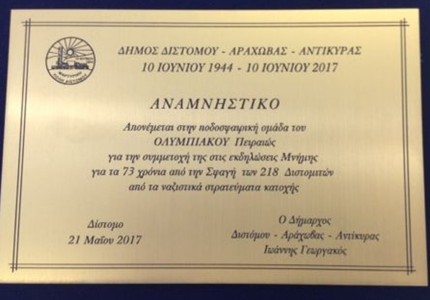 ΔΗΜΟΣ ΔΙΣΤΟΜΟΥ - ΑΡΑΧΩΒΑΣ - ΑΝΤΙΚΥΡΑΣ
10 ΙΟΥΝΙΟΥ 1944 - 10 ΙΟΥΝΙΟΥ 2017
ΑΝΑΜΝΗΣΤΙΚΟ
Απονέμεται στην ποδοσφαιρική ομάδα του
ΟΛΥΜΠΙΑΚΟΥ Πειραιώς
για την συμμετοχή της στις εκδηλώσεις Μνήμης
για τα 73 χρόνια από την Σφαγή των 218 Διστομιτών
από τα ναζιστικά στρατεύματα κατοχής
Δίστομο
21 Μαΐου 2017
Ο Δήμαρχος
Διστόμου - Αράχωβας - Αντίκυρας
Ιωάννης Γεωργακός